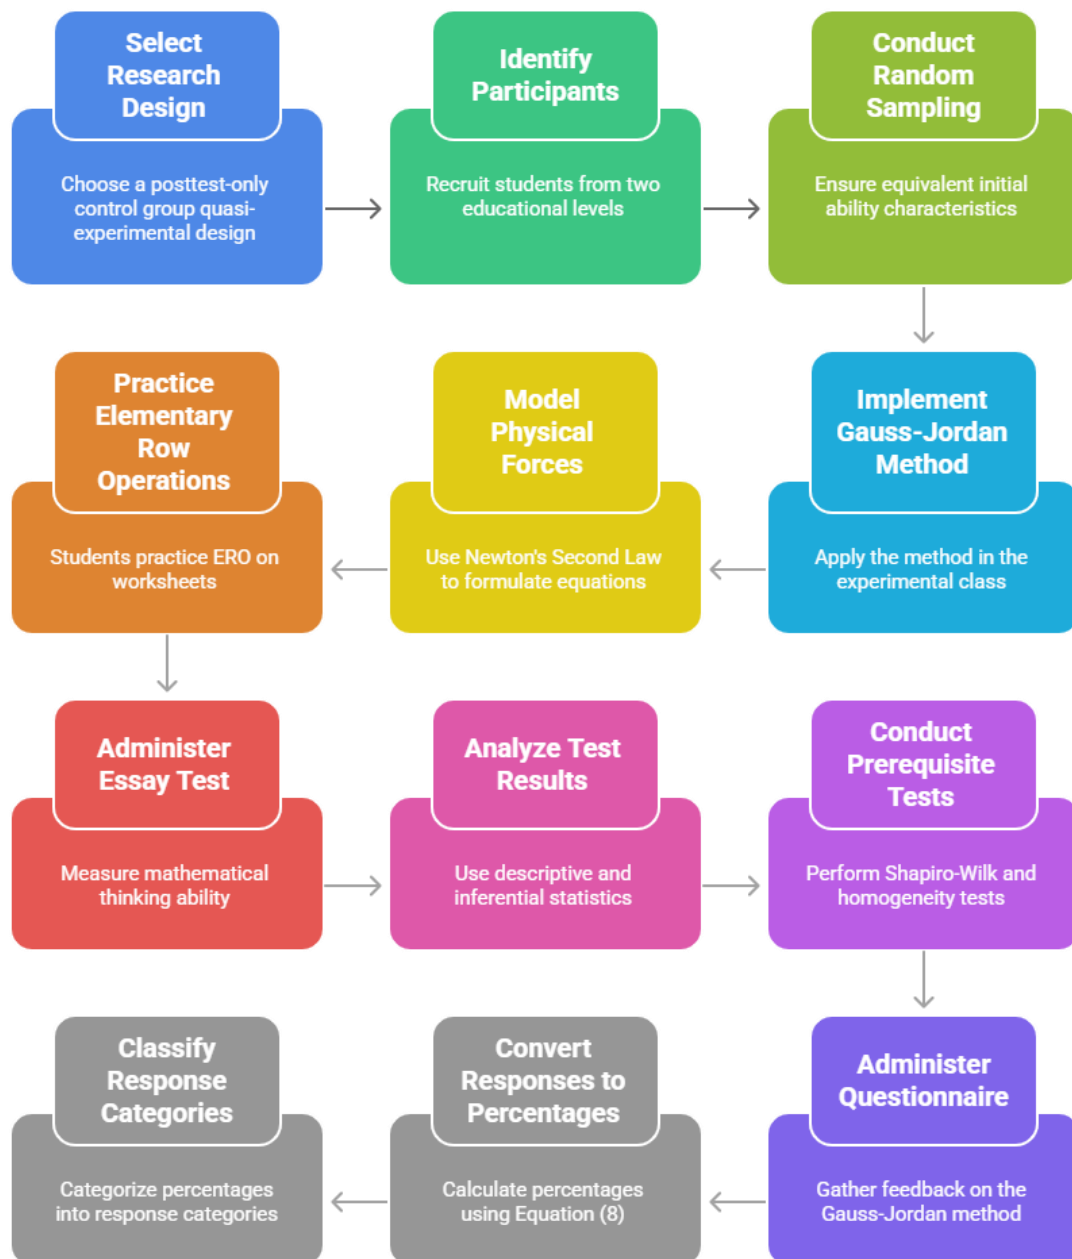 Select
Research
Design
Choose a posttest-only
control group quasi-
experimental design
Identify
Participants
Recruit students from two
educational levels
Conduct
Random
Sampling
Ensure equivalent initial
ability characteristics
Implement
Gauss-Jordan
Method
Apply the method in the
experimental class
Model
Physical
Forces
Use Newton's Second Law
to formulate equations
Practice
Elementary
Row
Operations
Students practice ERO on
worksheets
Administer
Essay Test
Measure mathematical
thinking ability
Analyze Test
Results
Use descriptive and
inferential statistics
Conduct
Prerequisite
Tests
Perform Shapiro-Wilk and
homogeneity tests
Administer
Questionnaire
Gather feedback on the
Gauss-Jordan method
Convert
Responses to
Percentages
Calculate percentages
using Equation (8)
Classify
Response
Categories
Categorize percentages
into response categories